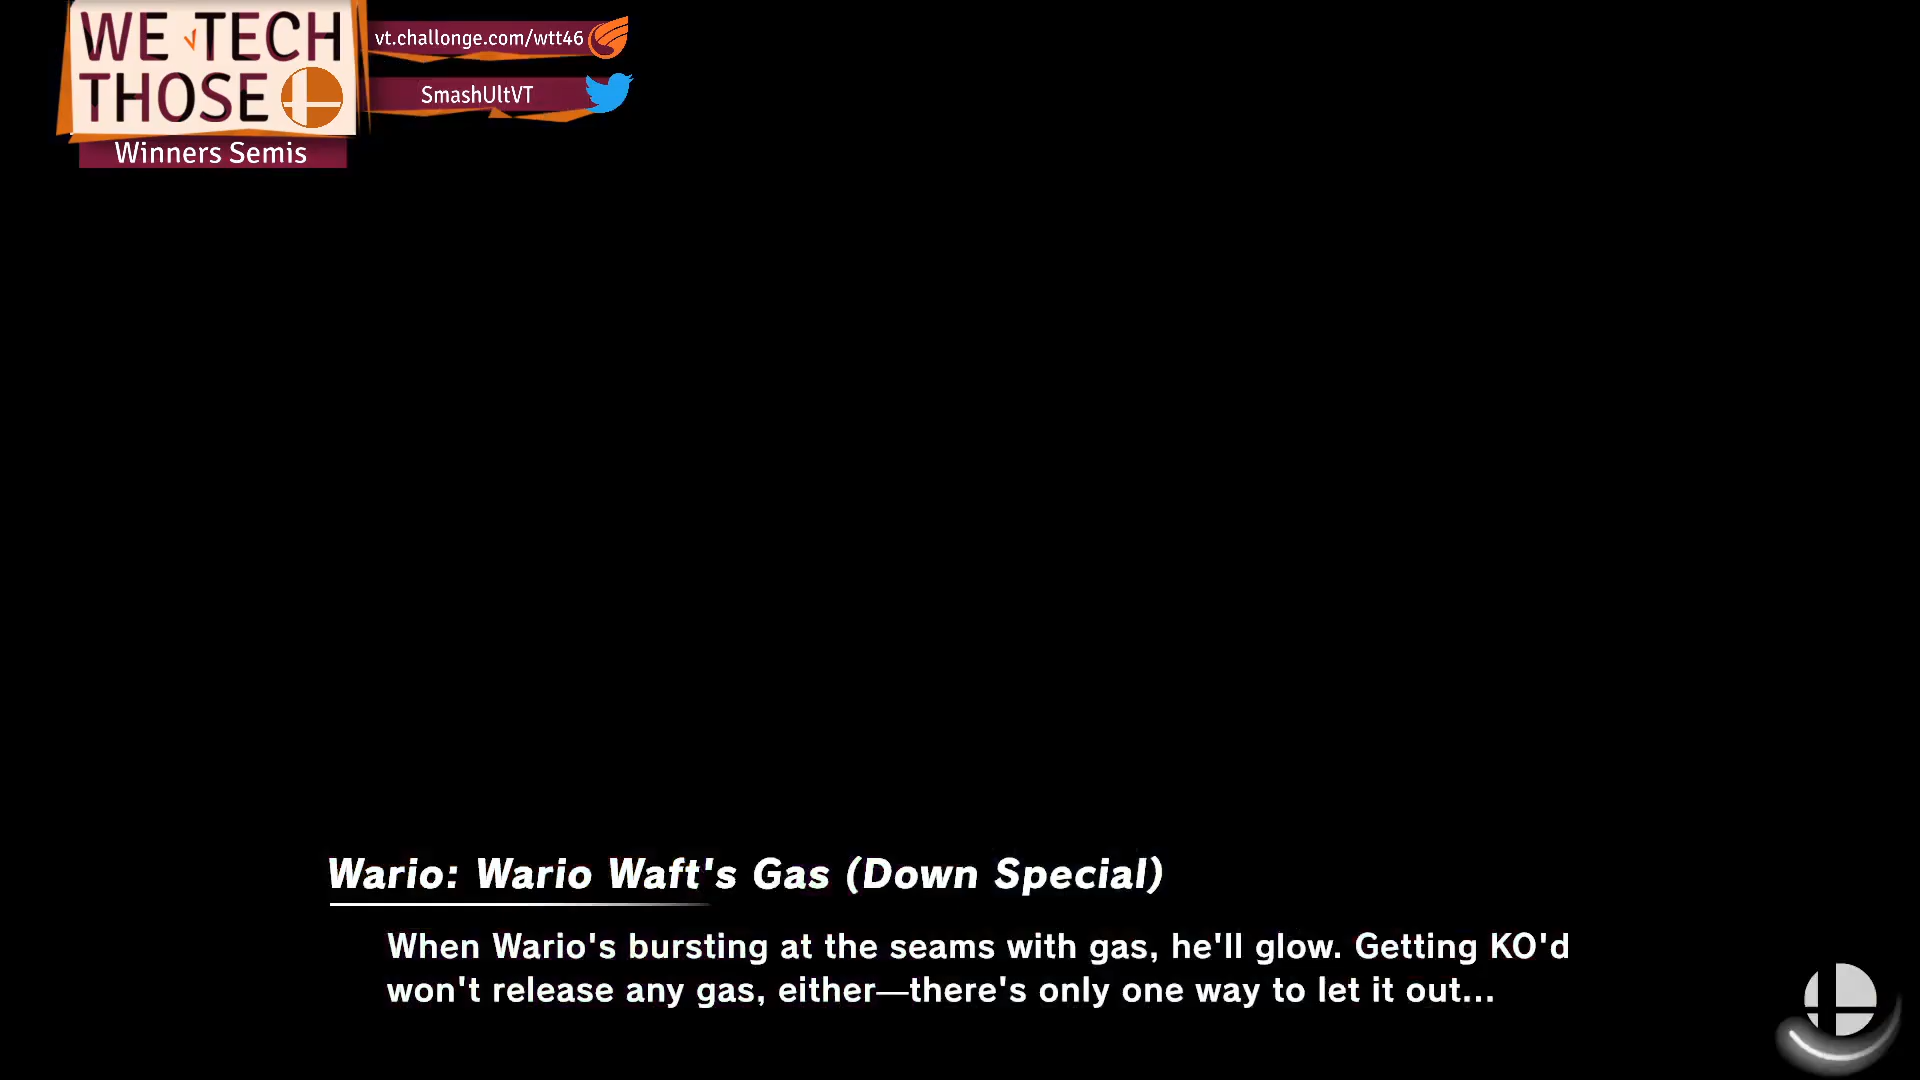 WE TECH
THOSE
vt.challonge.com/wtt46
SmashUltVT
Winners Semis
Wario: Wario Waft's Gas (Down Special)
When Wario's bursting at the seams with gas, he'll glow. Getting KO'd
won't release any gas, either—there's only one way to let it out...